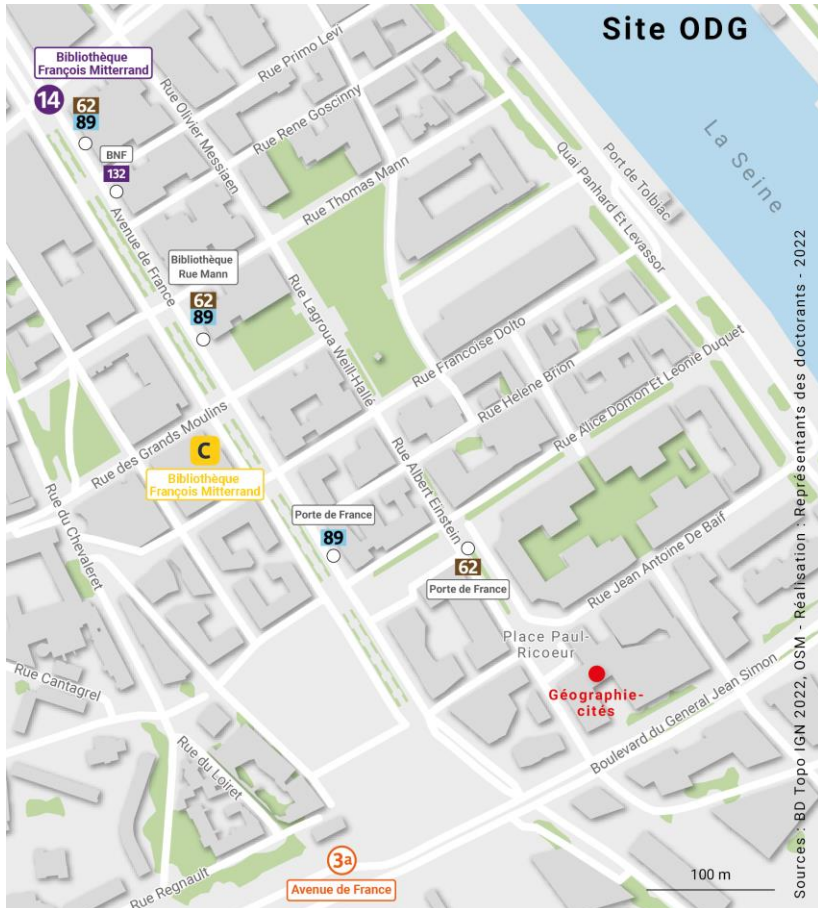 Site ODG
Bibliothèque
François Mitterrand
14
62
89
BNF
132
Rue Primo Levi
Rue Olivier Messiaen
Rue Rene Goscinny
Rue Thomas Mann
Quai Panhard Et Levassor
Port de Tolbiac
La Seine
Avenue de France
Bibliothèque
Rue Mann
62
89
Rue Lagroua Weill-Hallé
Rue Francoise Dolto
Rue Helene Brion
Rue Alice Domon Et Leonie Duquet
Rue des Grands Moulins
C
Bibliothèque
François Mitterrand
Rue du Chevaleret
Rue Albert Einstein
Porte de France
89
62
Porte de France
Rue Jean Antoine De Baif
Place Paul-
Ricoeur
Géographie-
cités
Boulevard du General Jean Simon
Rue Cantagrel
Rue du Loiret
Rue Regnault
3a
Avenue de France
100 m
Sources : BD Topo IGN 2022, OSM - Réalisation : Représentants des doctorants - 2022